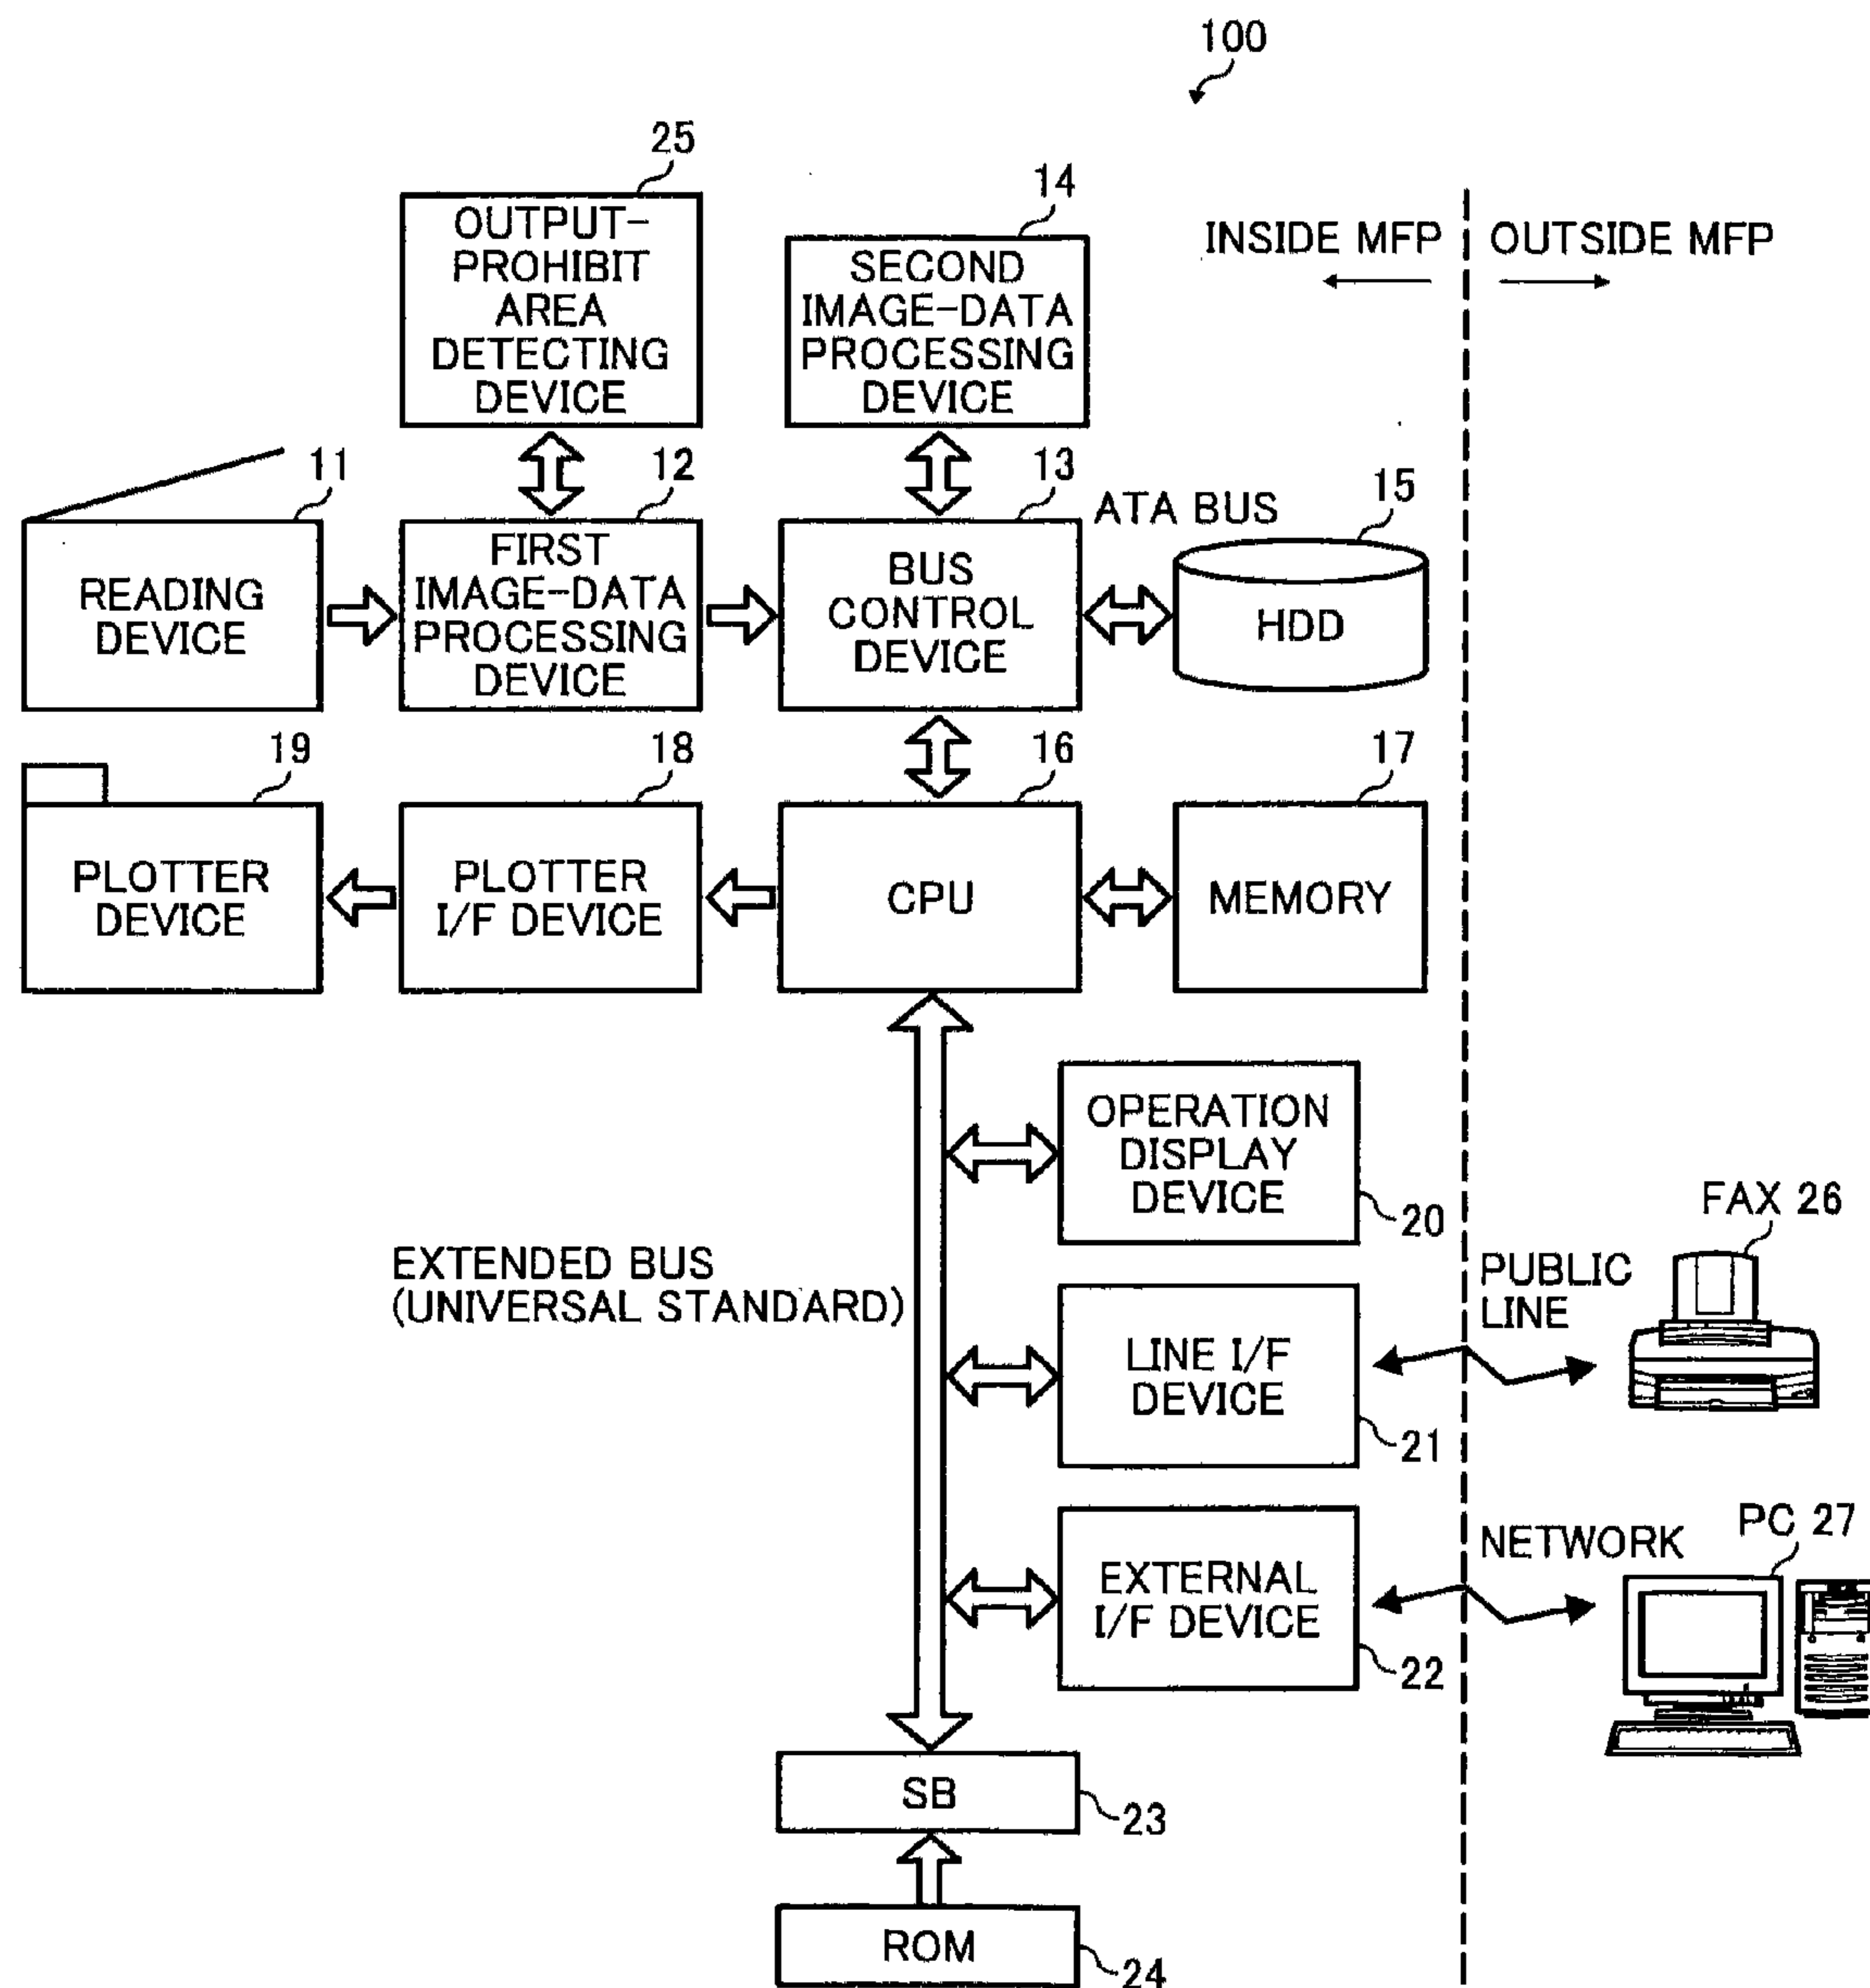 100
25
OUTPUT-
PROHIBIT
AREA
DETECTING
DEVICE
14
SECOND
IMAGE-DATA
PROCESSING
DEVICE
INSIDE MFP
OUTSIDE MFP
11
READING
DEVICE
12
FIRST
IMAGE-DATA
PROCESSING
DEVICE
13
BUS
CONTROL
DEVICE
ATA BUS
15
HDD
19
PLOTTER
DEVICE
18
PLOTTER
I/F DEVICE
16
CPU
17
MEMORY
OPERATION
DISPLAY
DEVICE
20
EXTENDED BUS
(UNIVERSAL STANDARD)
LINE I/F
DEVICE
21
PUBLIC
LINE
FAX 26
EXTERNAL
I/F DEVICE
22
NETWORK
PC 27
SB
23
ROM
24